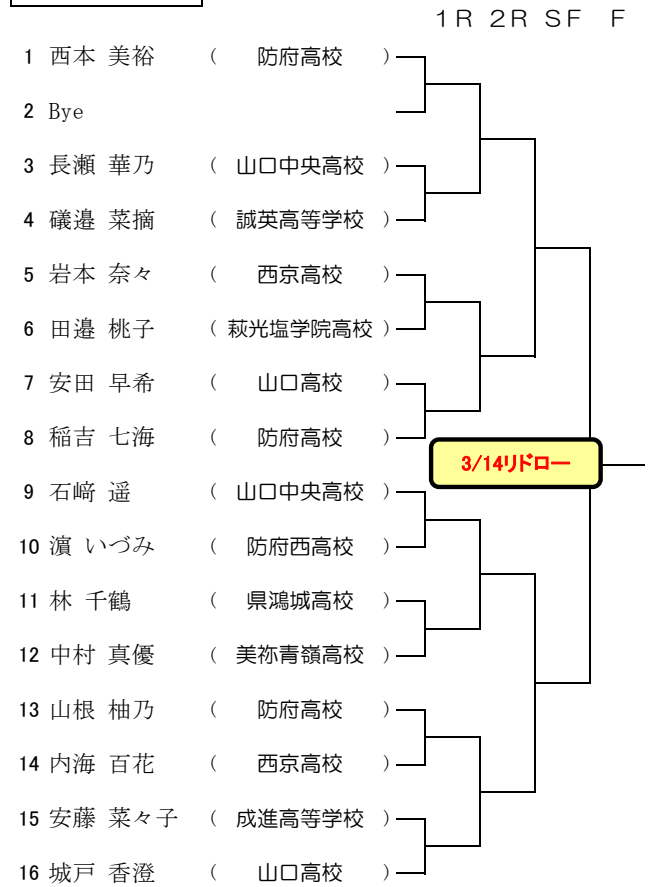 １Ｒ ２Ｒ ＳＦ Ｆ
1 西本 美裕 （ 防府高校 ）
2 Bye
3 長瀬 華乃 （ 山口中央高校 ）
4 礒邉 菜摘 （ 誠英高等学校 ）
5 岩本 奈々 （ 西京高校 ）
6 田邉 桃子 （ 萩光塩学院高校 ）
7 安田 早希 （ 山口高校 ）
8 稲吉 七海 （ 防府高校 ）
3/14リドロー
9 石﨑 遥 （ 山口中央高校 ）
10 濵 いづみ （ 防府西高校 ）
11 林 千鶴 （ 県鴻城高校 ）
12 中村 真優 （ 美祢青嶺高校 ）
13 山根 柚乃 （ 防府高校 ）
14 内海 百花 （ 西京高校 ）
15 安藤 菜々子 （ 成進高等学校 ）
16 城戸 香澄 （ 山口高校 ）